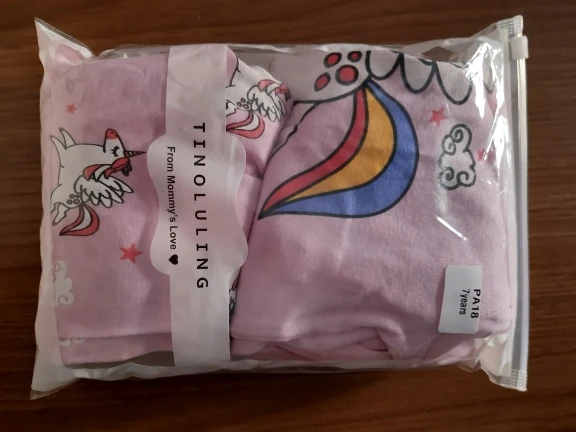 TINOLULING
From Mommy's Love
PA18
7years